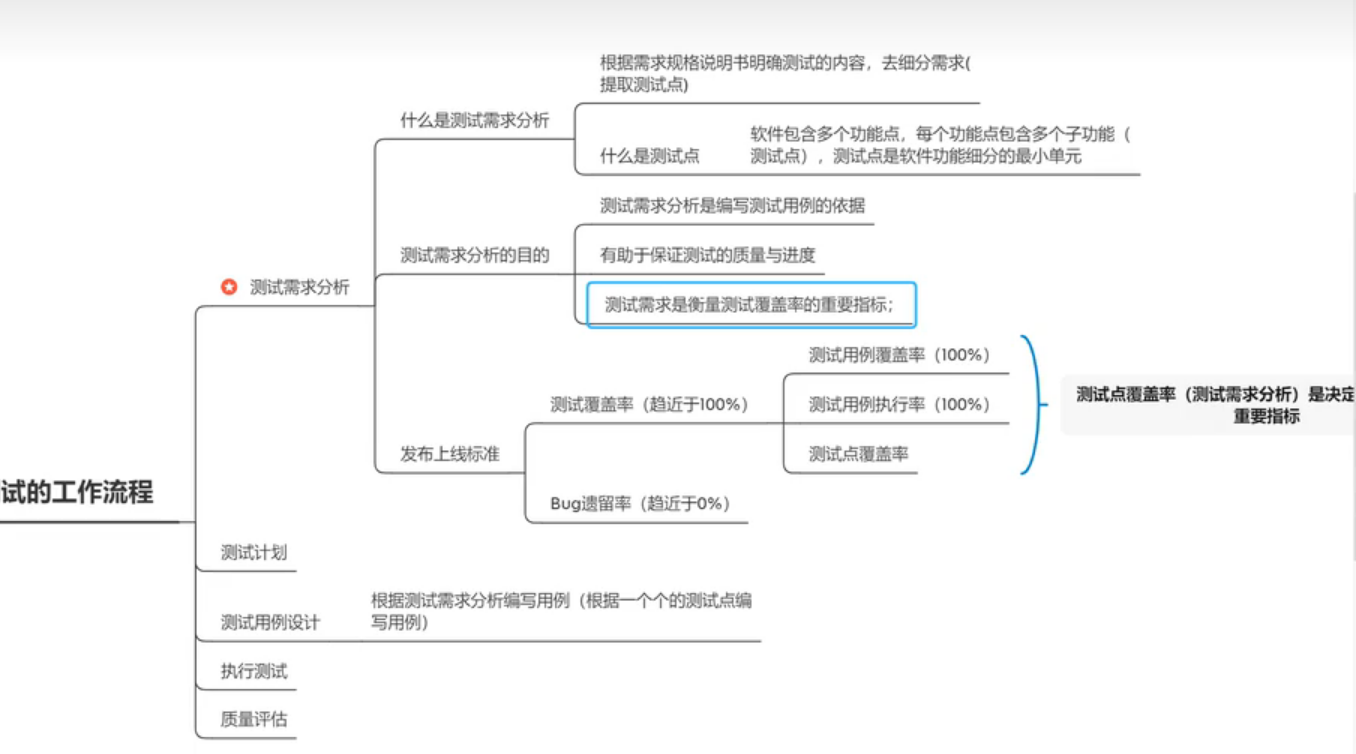 根据需求规格说明书明确测试的内容，去细分需求(
提取测试点)
什么是测试需求分析
软件包含多个功能点，每个功能点包含多个子功能（
什么是测试点
测试点），测试点是软件功能细分的最小单元
测试需求分析是编写测试用例的依据
测试需求分析的目的
有助于保证测试的质量与进度
测试需求分析
测试需求是衡量测试覆盖率的重要指标；
测试用例覆盖率（100%）
测试覆盖率（趋近于100%）
测试用例执行率（100%）
测试点覆盖率（测试需求分析）是决定
重要指标
发布上线标准
测试点覆盖率
试的工作流程
Bug遗留率（趋近于0%）
测试计划
根据测试需求分析编写用例（根据一个个的测试点编
写用例）
测试用例设计
执行测试
质量评估